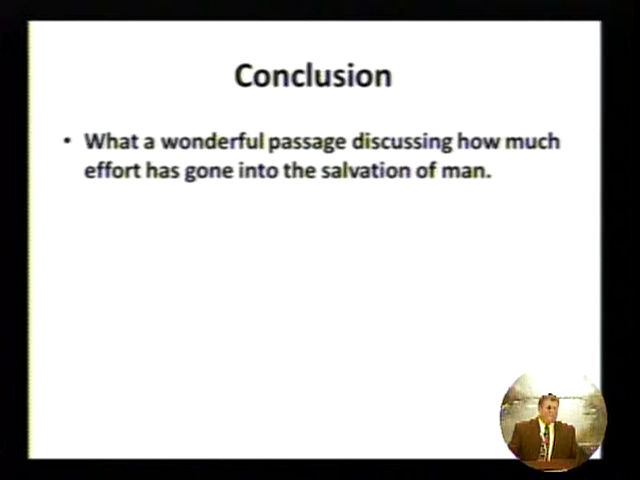 Conclusion
• What a wonderful passage discussing how much
effort has gone into the salvation of man.